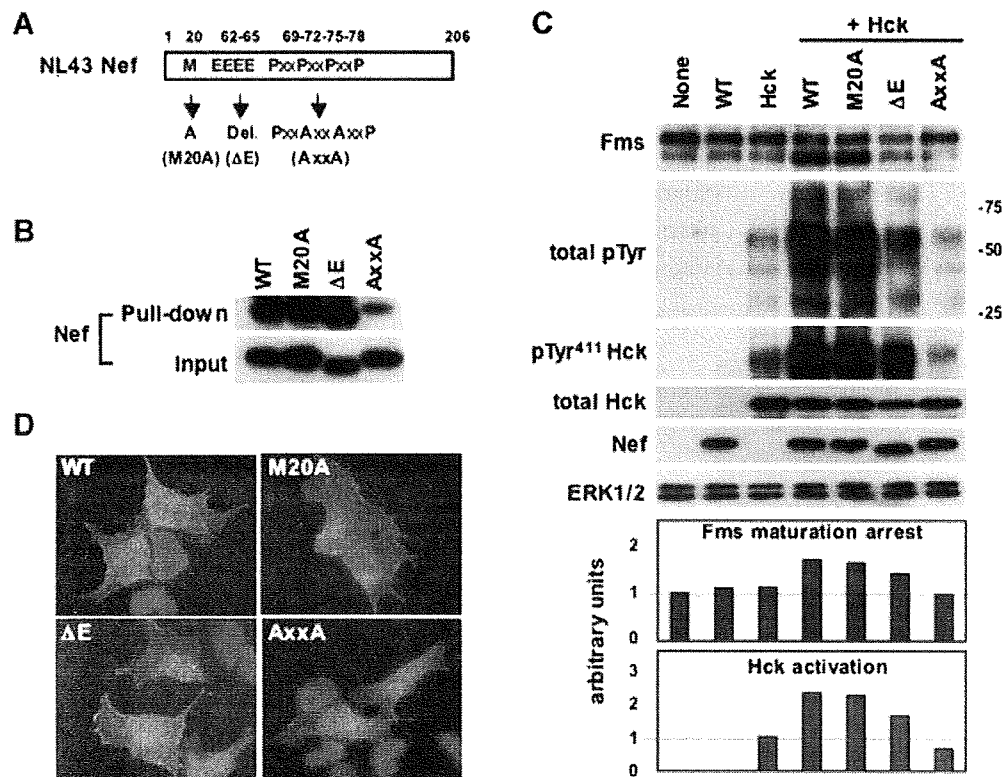 A
1 20 62-65 69-72-75-78 206
NL43 Nef M EEEE PxxPxxPxxP
A Del. PxxAxxAxxP
(M20A) (ΔE) (AxxA)
B
WT M20A ΔE AxxA
Nef
Pull-down
Input
C
+ Hck
None WT Hck WT M20A ΔE AxxA
Fms
total pTyr
-75
-50
-25
pTyr411 Hck
total Hck
Nef
ERK1/2
arbitrary units
Fms maturation arrest
2
1
0
Hck activation
3
2
1
0
D
WT
M20A
ΔE
AxxA